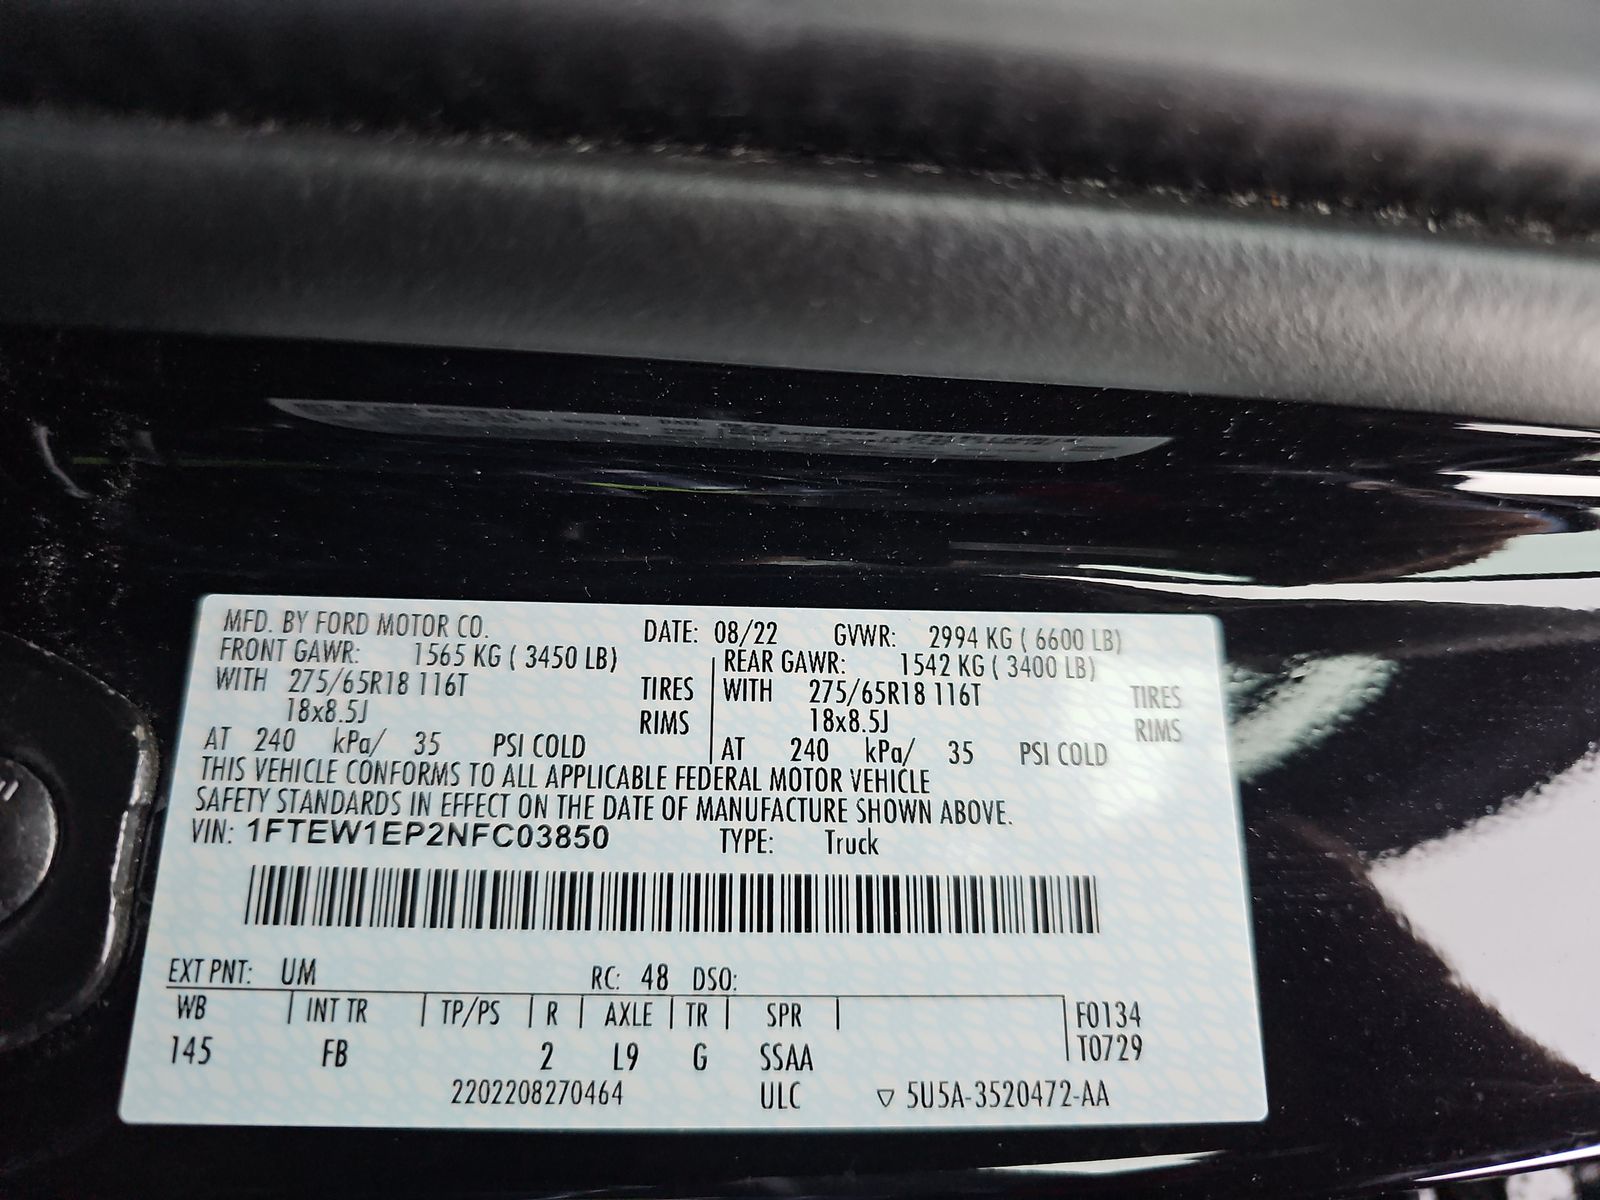 MFD. BY FORD MOTOR CO. DATE: 08/22 GVWR: 2994 KG ( 6600 LB)
FRONT GAWR: 1565 KG ( 3450 LB) REAR GAWR: 1542 KG ( 3400 LB)
WITH 275/65R18 116T TIRES WITH 275/65R18 116T TIRES
18x8.5J RIMS 18x8.5J RIMS
AT 240 kPa/ 35 PSI COLD AT 240 kPa/ 35 PSI COLD
THIS VEHICLE CONFORMS TO ALL APPLICABLE FEDERAL MOTOR VEHICLE
SAFETY STANDARDS IN EFFECT ON THE DATE OF MANUFACTURE SHOWN ABOVE.
VIN: 1FTEW1EP2NFC03850 TYPE: Truck
EXT PNT: UM RC: 48 DSO:
WB INT TR TP/PS R AXLE TR SPR F0134
145 FB 2 L9 G SSAA T0729
2202208270464 ULC ▽ 5U5A-3520472-AA